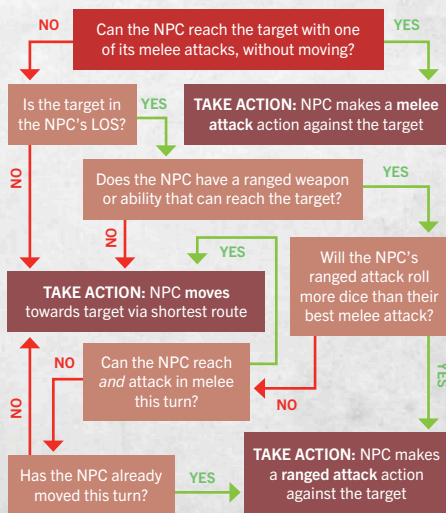 Can the NPC reach the target with one
of its melee attacks, without moving?
NO
YES
Is the target in
the NPC's LOS?
YES
NO
TAKE ACTION: NPC makes a melee
attack action against the target
Does the NPC have a ranged weapon
or ability that can reach the target?
YES
NO
YES
Will the NPC's
ranged attack roll
more dice than their
best melee attack?
TAKE ACTION: NPC moves
towards target via shortest route
NO
YES
Can the NPC reach
and attack in melee
this turn?
NO
NO
Has the NPC already
moved this turn?
YES
TAKE ACTION: NPC makes
a ranged attack action
against the target